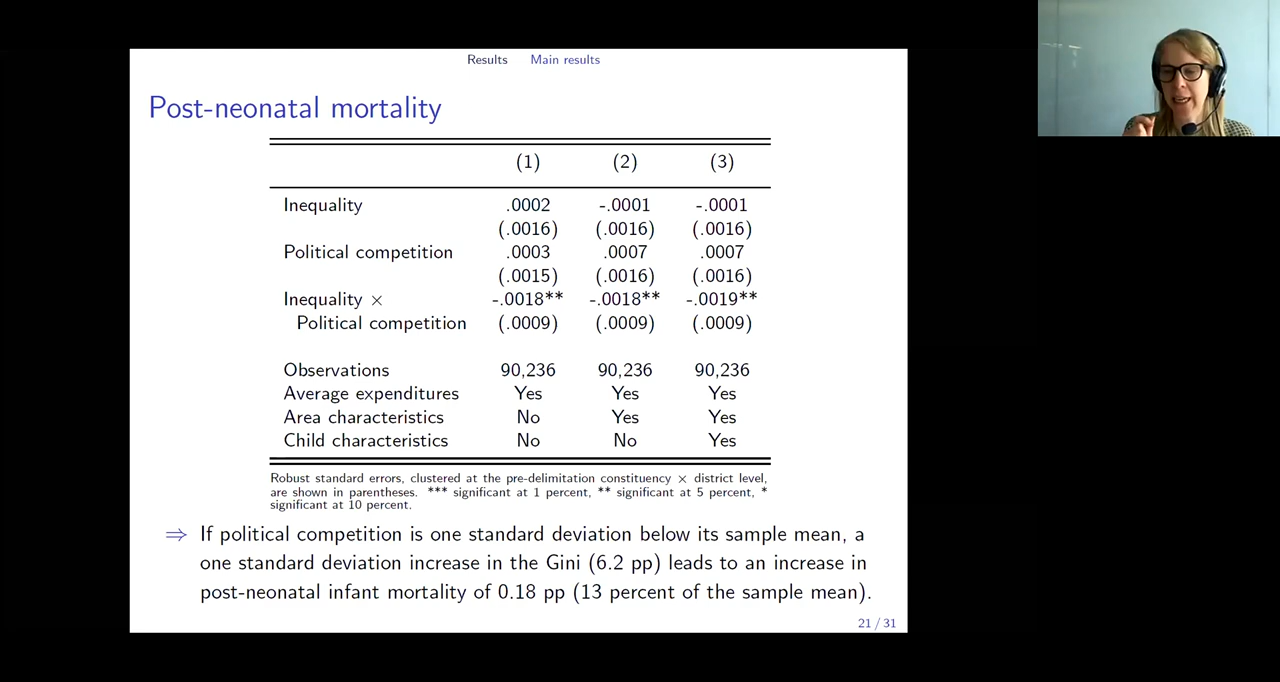 Results Main results
Post-neonatal mortality
(1) (2) (3)
Inequality .0002 -.0001 -.0001
(.0016) (.0016) (.0016)
Political competition .0003 .0007 .0007
(.0015) (.0016) (.0016)
Inequality × -.0018** -.0018** -.0019**
Political competition (.0009) (.0009) (.0009)
Observations 90,236 90,236 90,236
Average expenditures Yes Yes Yes
Area characteristics No Yes Yes
Child characteristics No No Yes
Robust standard errors, clustered at the pre-delimitation constituency × district level,
are shown in parentheses. *** significant at 1 percent, ** significant at 5 percent, *
significant at 10 percent.
⇒ If political competition is one standard deviation below its sample mean, a
one standard deviation increase in the Gini (6.2 pp) leads to an increase in
post-neonatal infant mortality of 0.18 pp (13 percent of the sample mean).
21 / 31